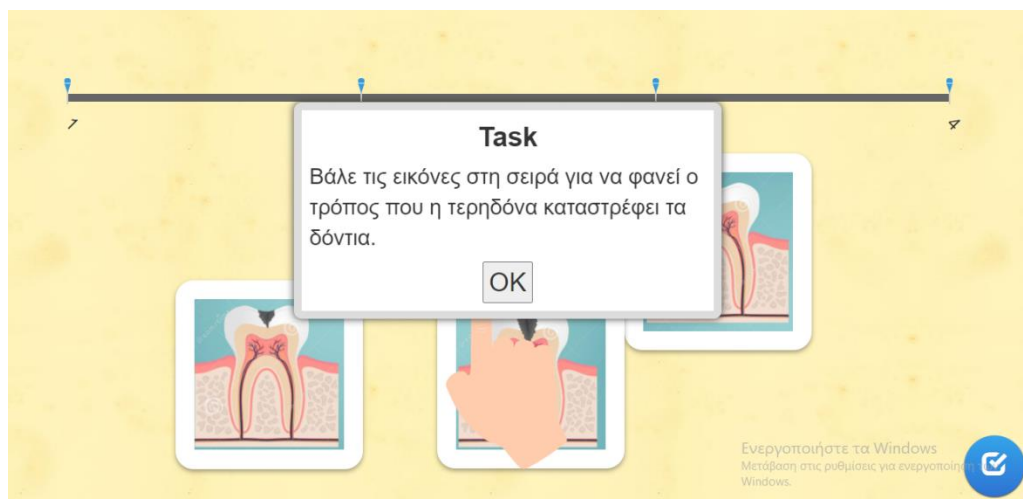 1
4
Task
Βάλε τις εικόνες στη σειρά για να φανεί ο
τρόπος που η τερηδόνα καταστρέφει τα
δόντια.
OK
Ενεργοποιήστε τα Windows
Μετάβαση στις ρυθμίσεις για
Windows.